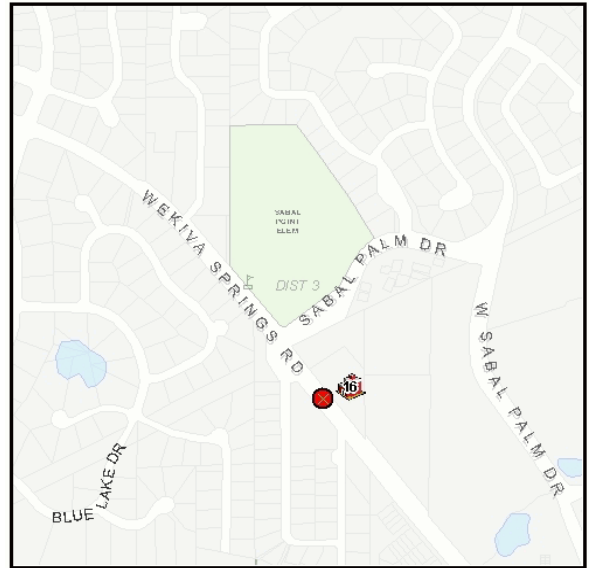 SABAL
POINT
ELEM
WEKIVA SPRINGS RD
SABAL PALM DR
DIST 3
W SABAL PALM DR
16
BLUE LAKE DR